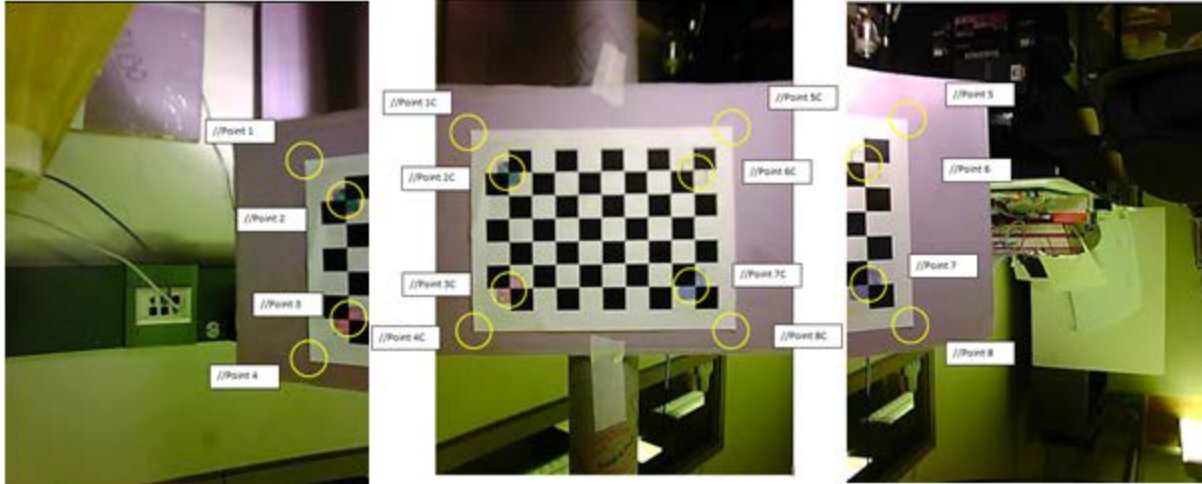 //Point 1
//Point 2
//Point 3
//Point 4
//Point 1C
//Point 2C
//Point 3C
//Point 4C
//Point 5C
//Point 6C
//Point 7C
//Point 8C
//Point 5
//Point 6
//Point 7
//Point 8